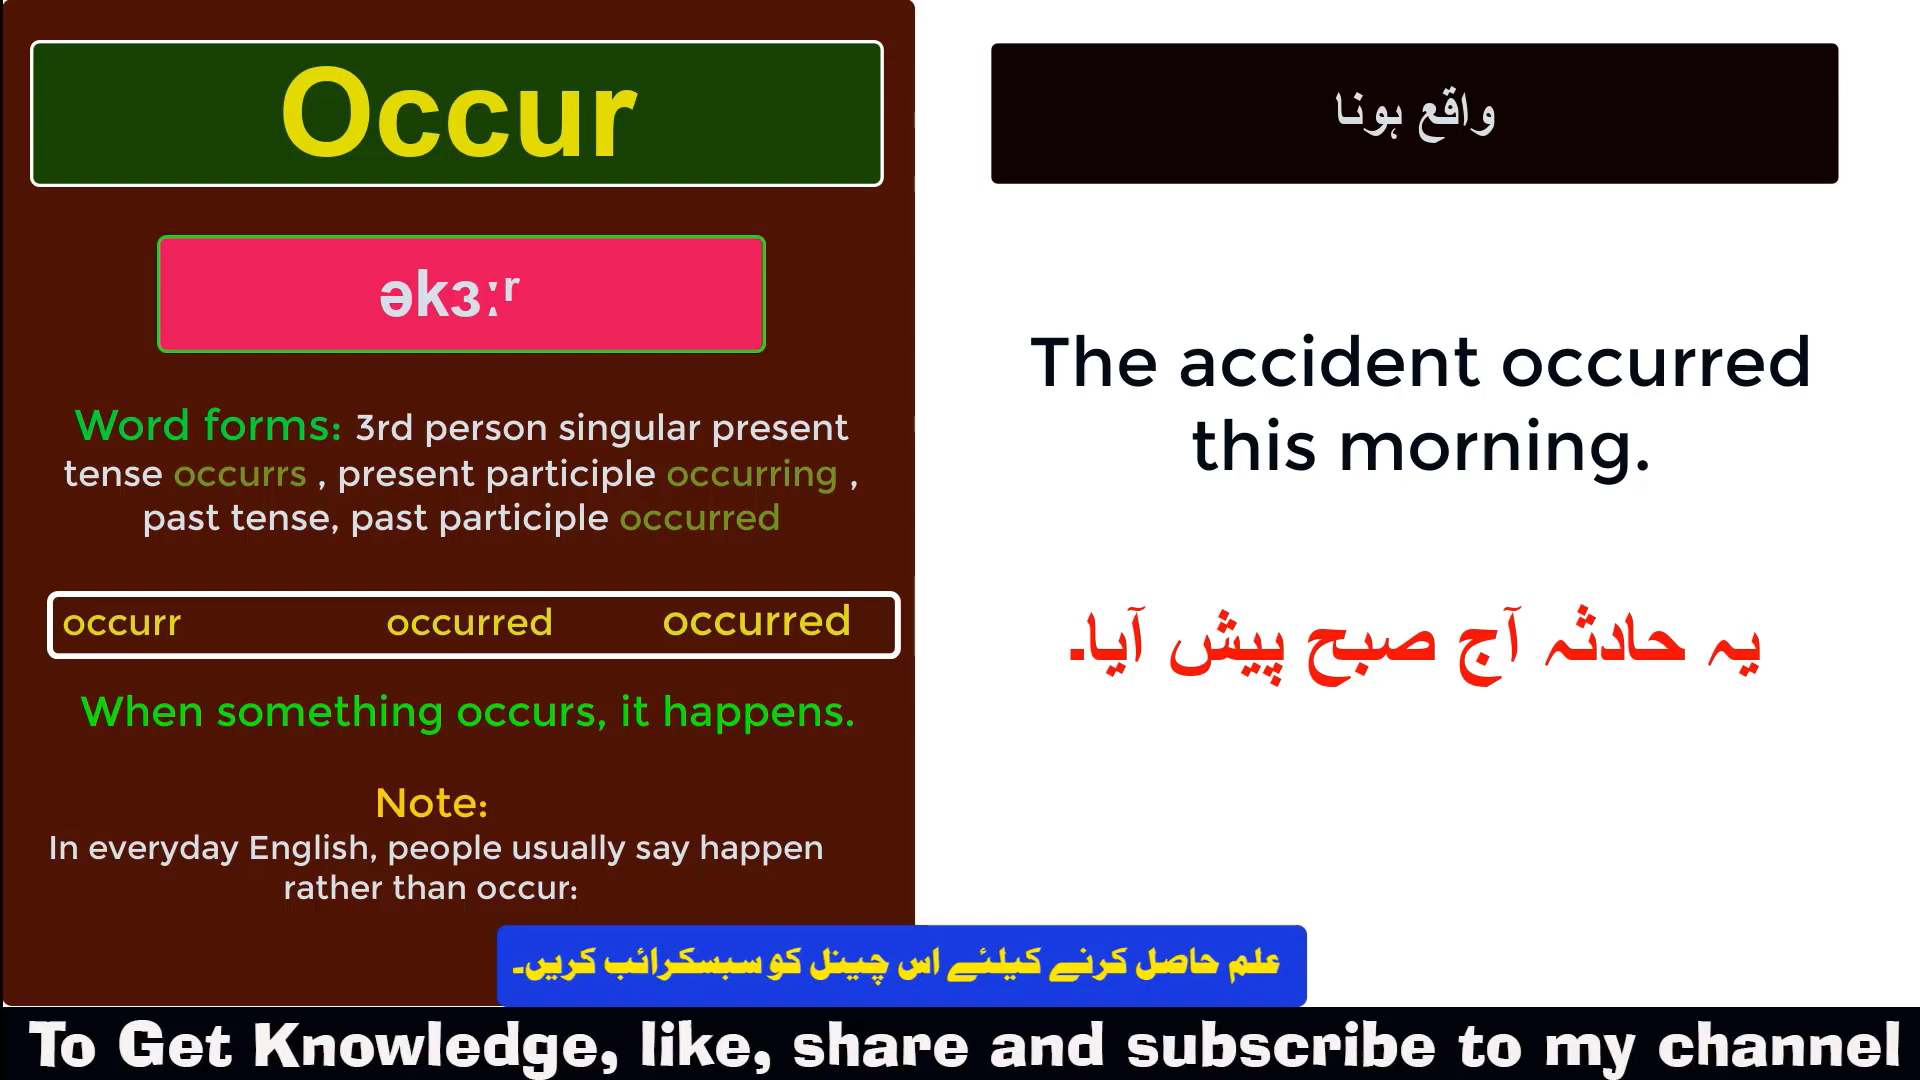 Occur
əkɜːʳ
Word forms: 3rd person singular present
tense occurrs , present participle occurring ,
past tense, past participle occurred
occurr occurred occurred
When something occurs, it happens.
Note:
In everyday English, people usually say happen
rather than occur:
واقع ہونا
The accident occurred
this morning.
یہ حادثہ آج صبح پیش آیا۔
علم حاصل کرنے کیلئے اس چینل کو سبسکرائب کریں۔
To Get Knowledge, like, share and subscribe to my channel